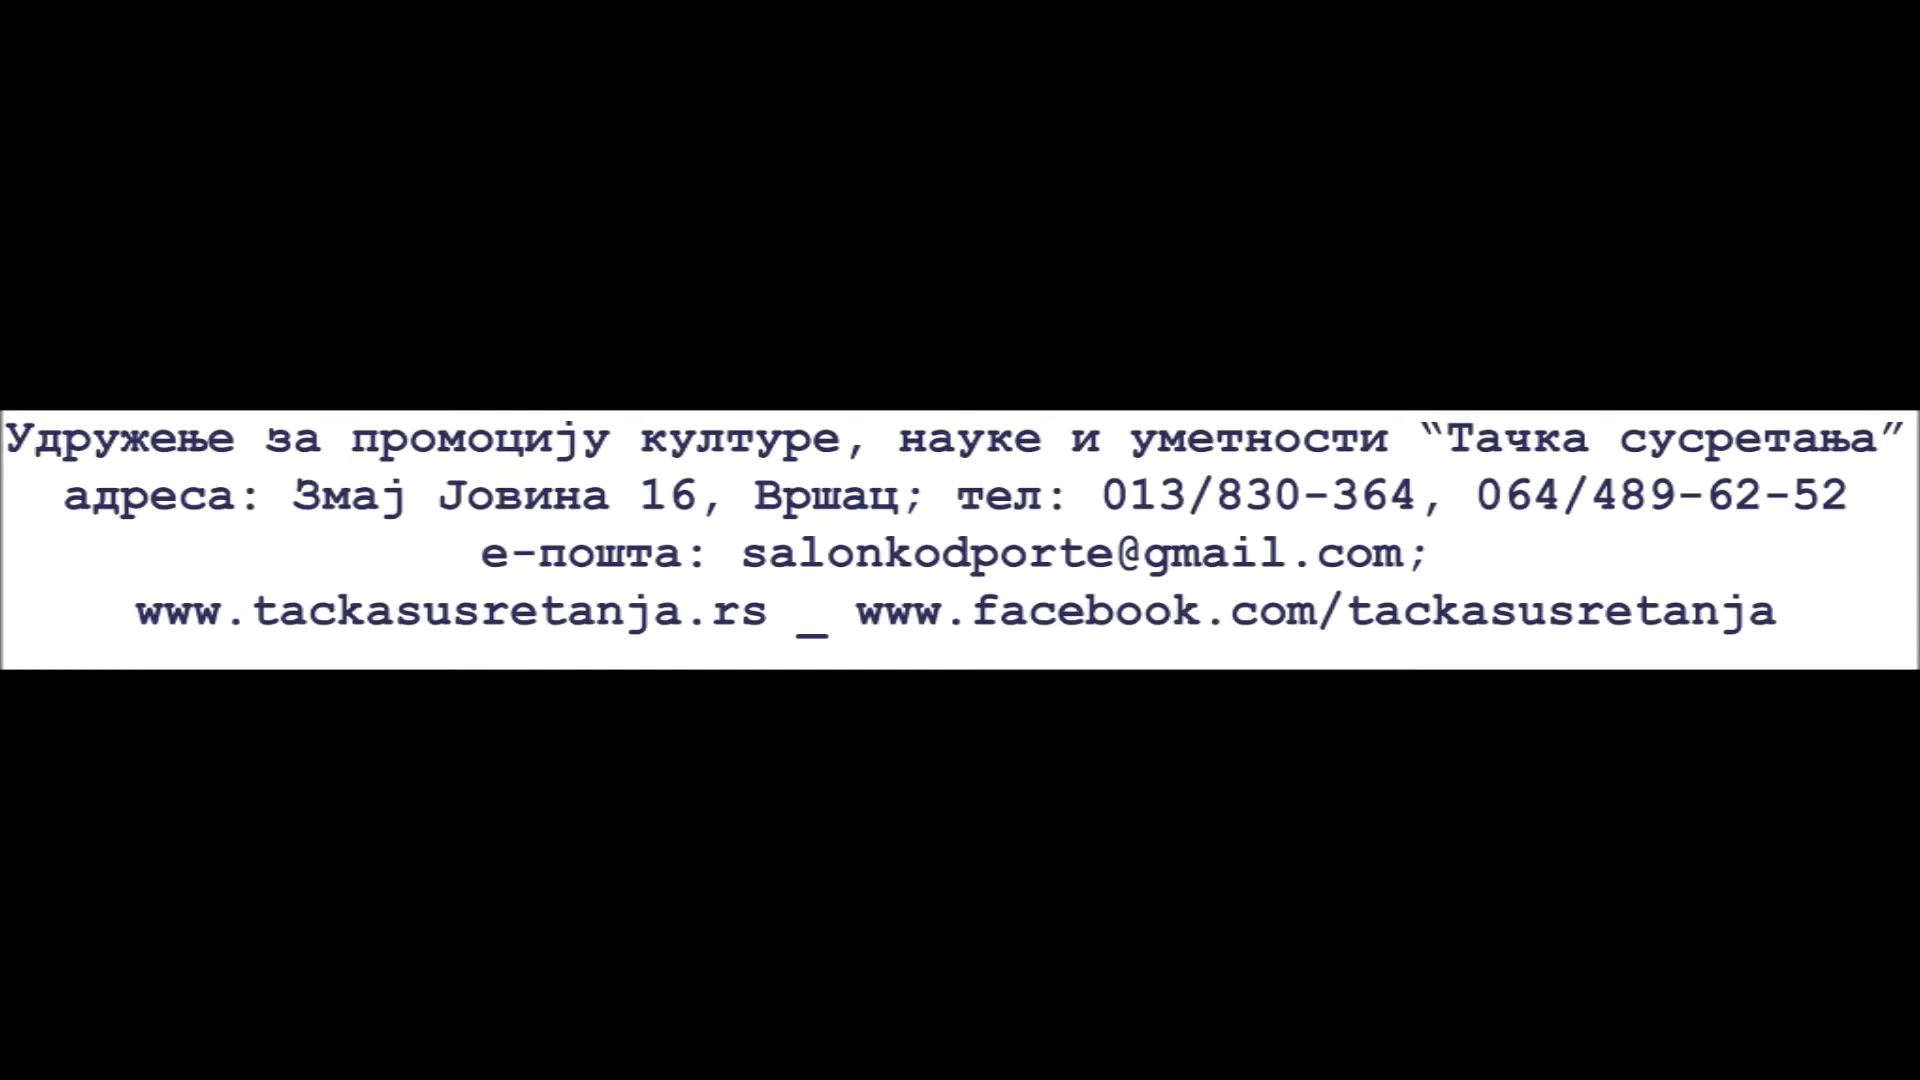 Удружење за промоцију културе, науке и уметности “Тачка сусретања”
адреса: Змај Јовина 16, Вршац; тел: 013/830-364, 064/489-62-52
е-пошта: salonkodporte@gmail.com;
www.tackasusretanja.rs _ www.facebook.com/tackasusretanja